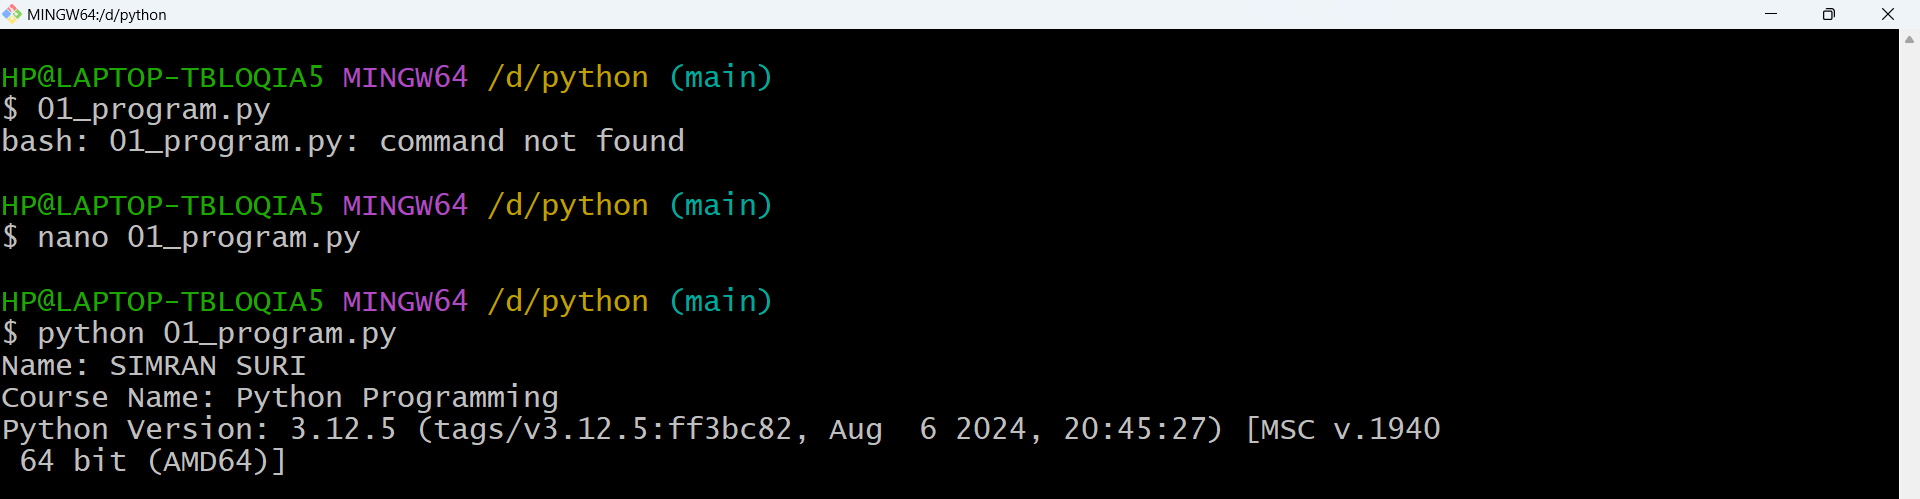 MINGW64:/d/python
HP@LAPTOP-TBLOQIA5 MINGW64 /d/python (main)
$ 01_program.py
bash: 01_program.py: command not found
HP@LAPTOP-TBLOQIA5 MINGW64 /d/python (main)
$ nano 01_program.py
HP@LAPTOP-TBLOQIA5 MINGW64 /d/python (main)
$ python 01_program.py
Name: SIMRAN SURI
Course Name: Python Programming
Python Version: 3.12.5 (tags/v3.12.5:ff3bc82, Aug  6 2024, 20:45:27) [MSC v.1940
 64 bit (AMD64)]